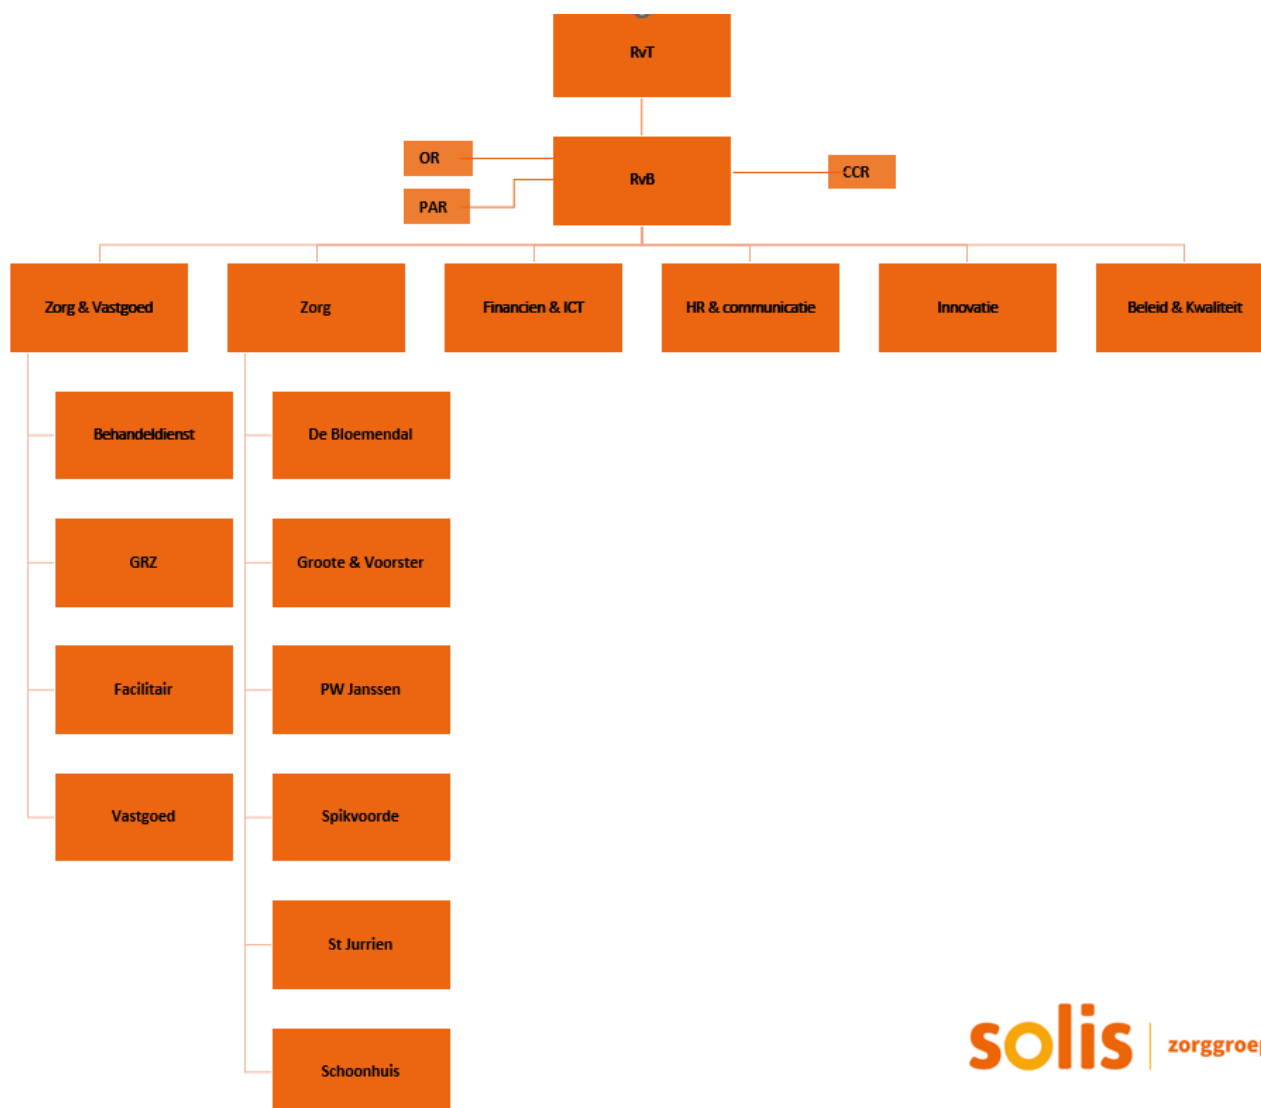 RvT
OR
RvB
CCR
PAR
Zorg & Vastgoed
Zorg
Financien & ICT
HR & communicatie
Innovatie
Beleid & Kwaliteit
Behandeldienst
De Bloemendal
GRZ
Groote & Voorster
Facilitair
PW Janssen
Vastgoed
Spikvoorde
St Jurrien
Schoonhuis
solis zorggroep